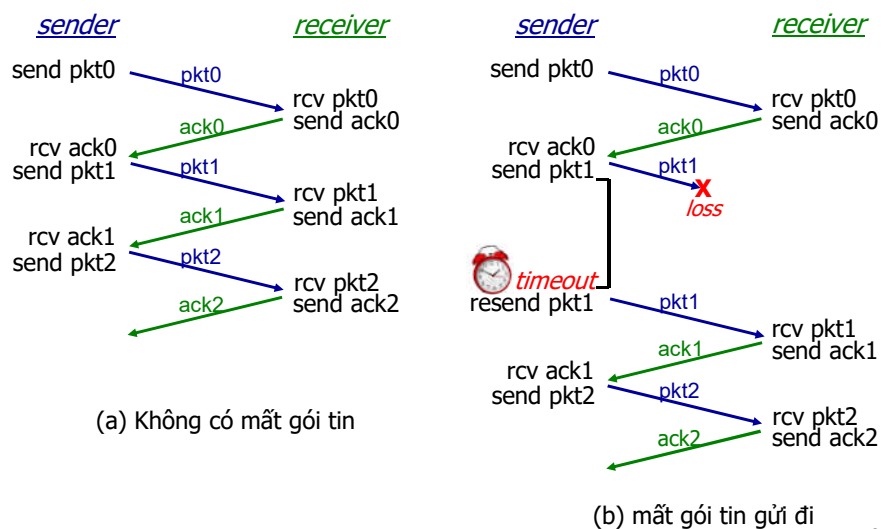 sender
receiver
send pkt0
pkt0
rcv pkt0
send ack0
ack0
rcv ack0
send pkt1
pkt1
rcv pkt1
send ack1
ack1
rcv ack1
send pkt2
pkt2
rcv pkt2
send ack2
ack2
(a) Không có mất gói tin
sender
receiver
send pkt0
pkt0
rcv pkt0
send ack0
ack0
rcv ack0
send pkt1
pkt1
X
loss
timeout
resend pkt1
pkt1
rcv pkt1
send ack1
ack1
rcv ack1
send pkt2
pkt2
rcv pkt2
send ack2
ack2
(b) mất gói tin gửi đi